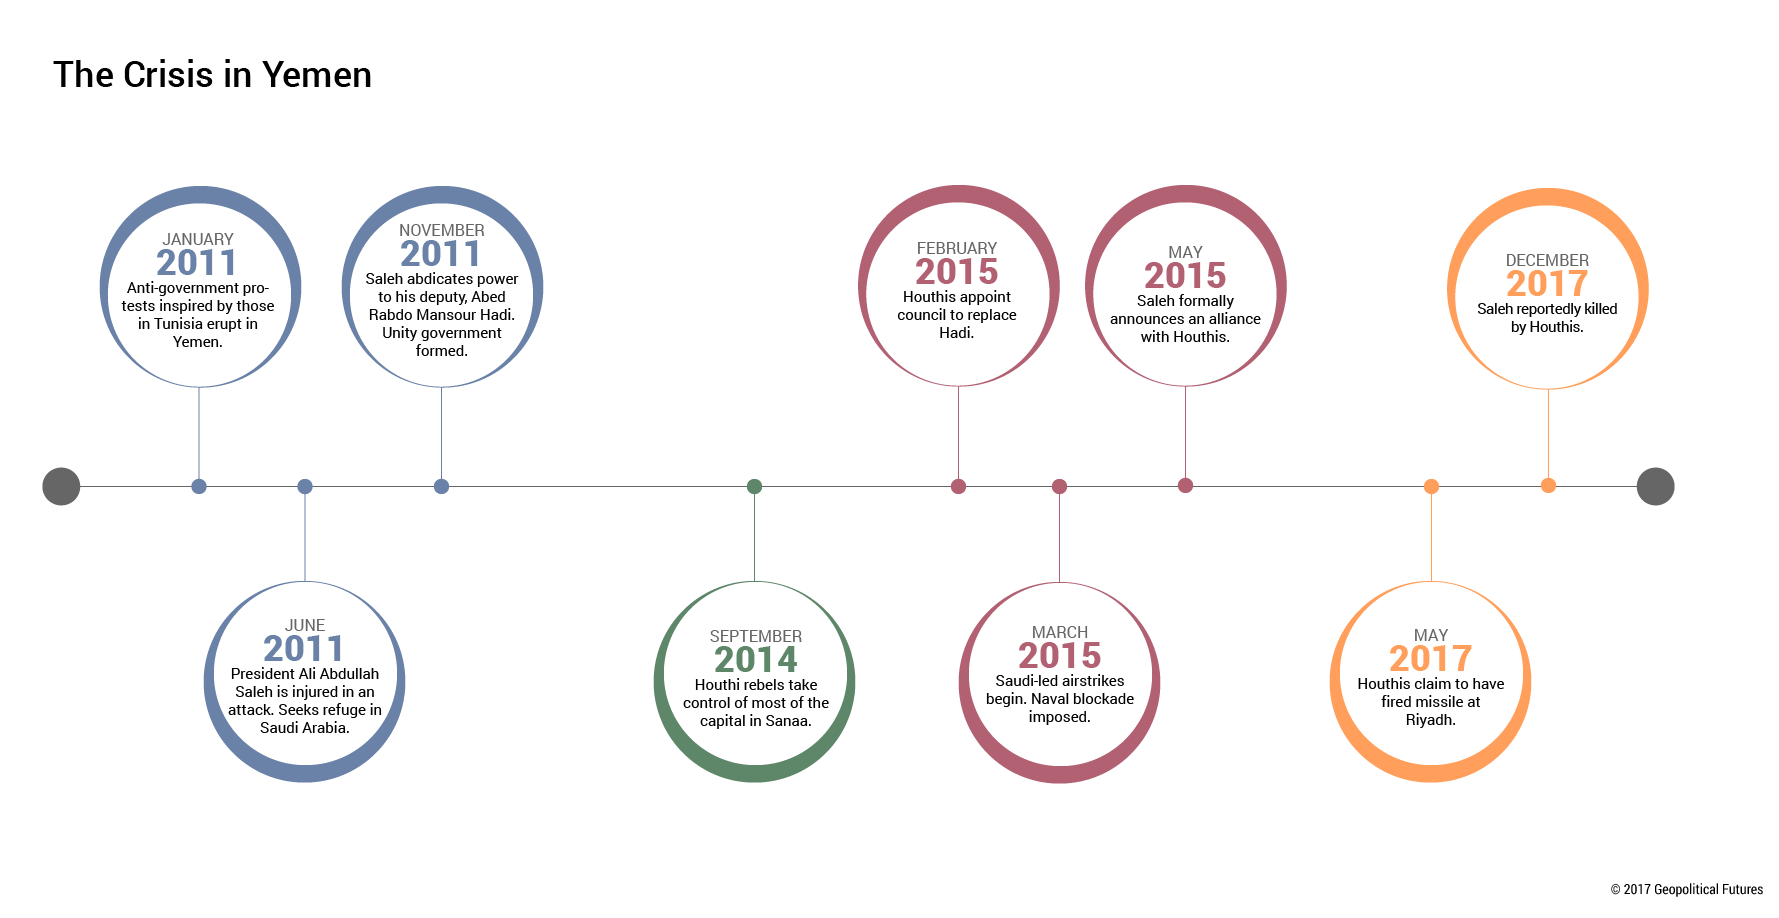 The Crisis in Yemen
JANUARY
2011
Anti-government pro-
tests inspired by those
in Tunisia erupt in
Yemen.
NOVEMBER
2011
Saleh abdicates power
to his deputy, Abed
Rabdo Mansour Hadi.
Unity government
formed.
FEBRUARY
2015
Houthis appoint
council to replace
Hadi.
MAY
2015
Saleh formally
announces an alliance
with Houthis.
DECEMBER
2017
Saleh reportedly killed
by Houthis.
JUNE
2011
President Ali Abdullah
Saleh is injured in an
attack. Seeks refuge in
Saudi Arabia.
SEPTEMBER
2014
Houthi rebels take
control of most of the
capital in Sanaa.
MARCH
2015
Saudi-led airstrikes
begin. Naval blockade
imposed.
MAY
2017
Houthis claim to have
fired missile at
Riyadh.
© 2017 Geopolitical Futures